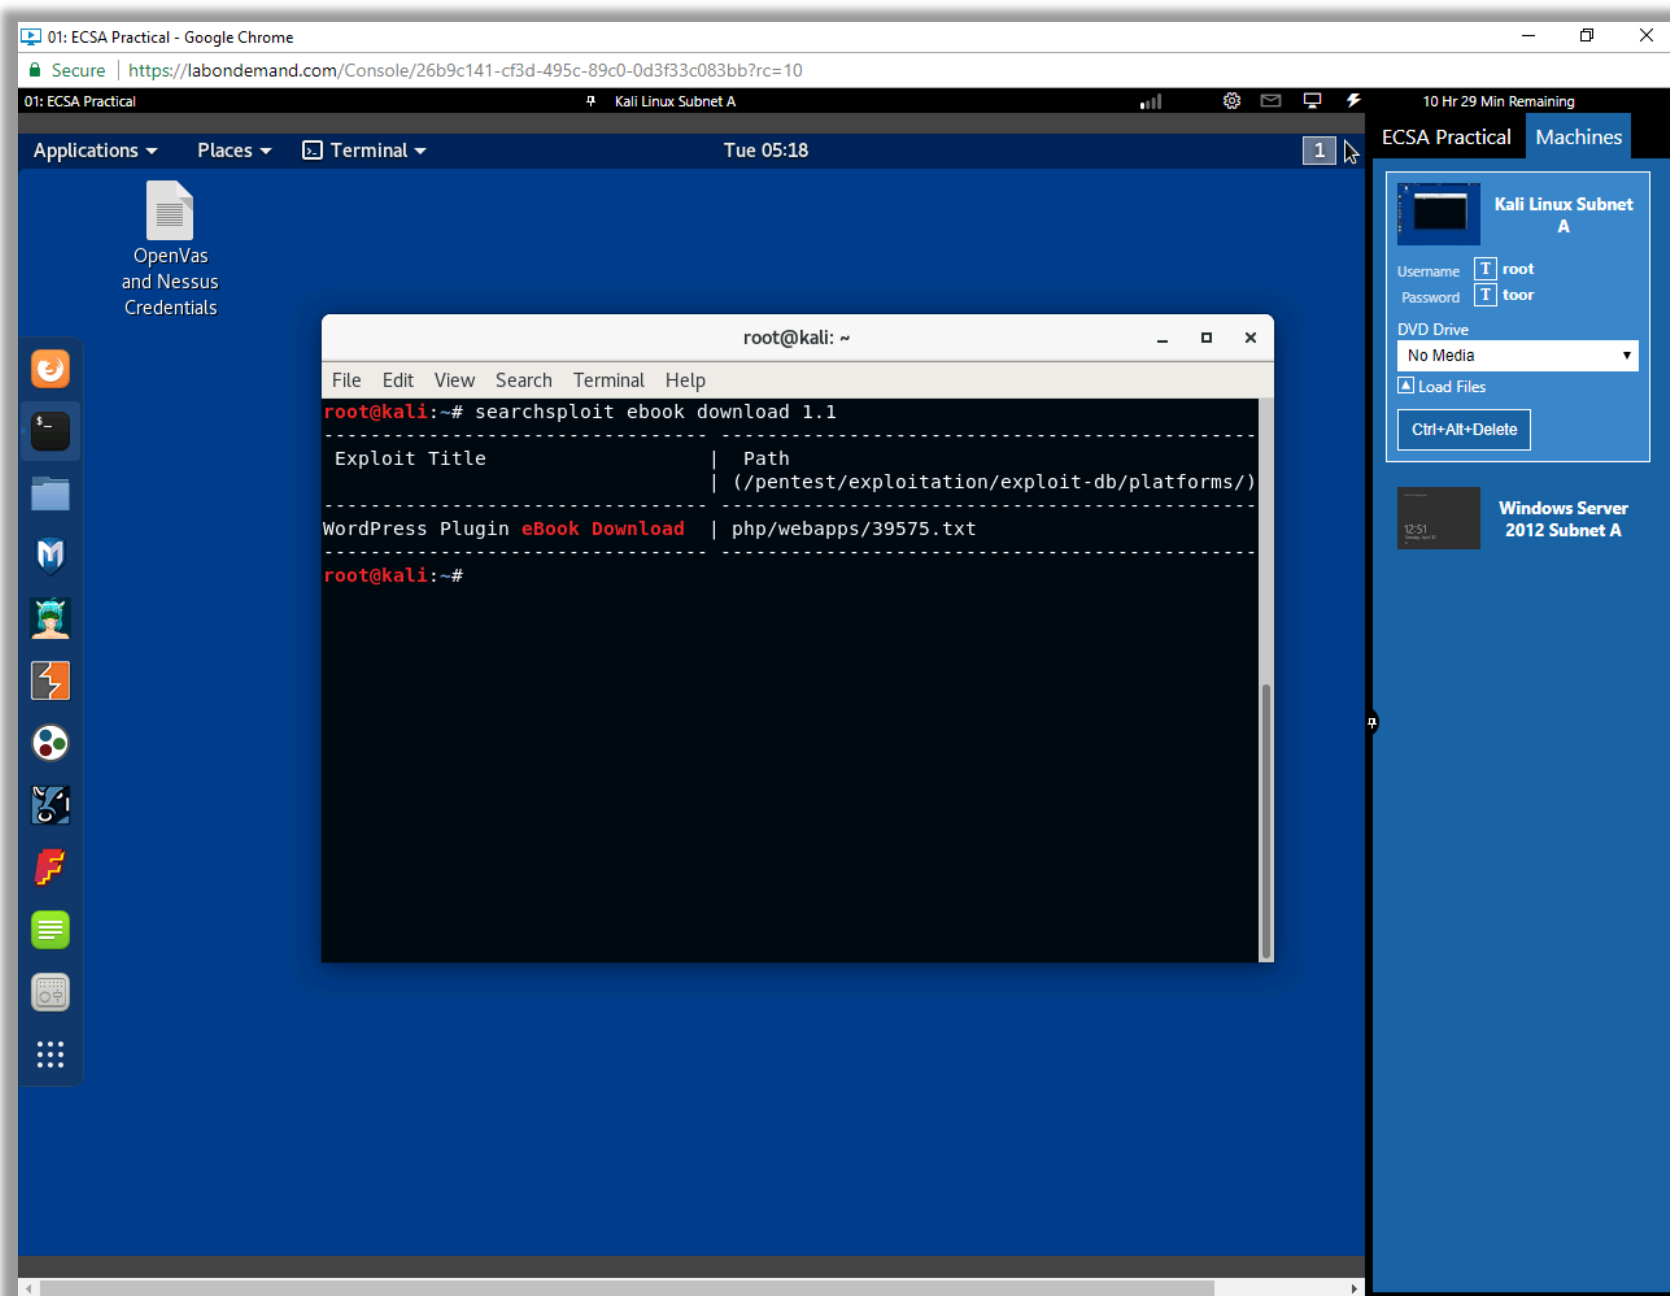 01: ECSA Practical - Google Chrome
Secure | https://labondemand.com/Console/26b9c141-cf3d-495c-89c0-0d3f33c083bb?rc=10
01: ECSA Practical
Kali Linux Subnet A
10 Hr 29 Min Remaining
Applications
Places
Terminal
Tue 05:18
1
ECSA Practical
Machines
OpenVas
and Nessus
Credentials
root@kali: ~
File Edit View Search Terminal Help
root@kali:~# searchsploit ebook download 1.1
---------------------------------  ----------------------------------------------
Exploit Title | Path
| (/pentest/exploitation/exploit-db/platforms/)
---------------------------------  ----------------------------------------------
WordPress Plugin eBook Download | php/webapps/39575.txt
---------------------------------  ----------------------------------------------
root@kali:~#
Kali Linux Subnet
A
Username T root
Password T toor
DVD Drive
No Media
Load Files
Ctrl+Alt+Delete
12:51
Windows Server
2012 Subnet A